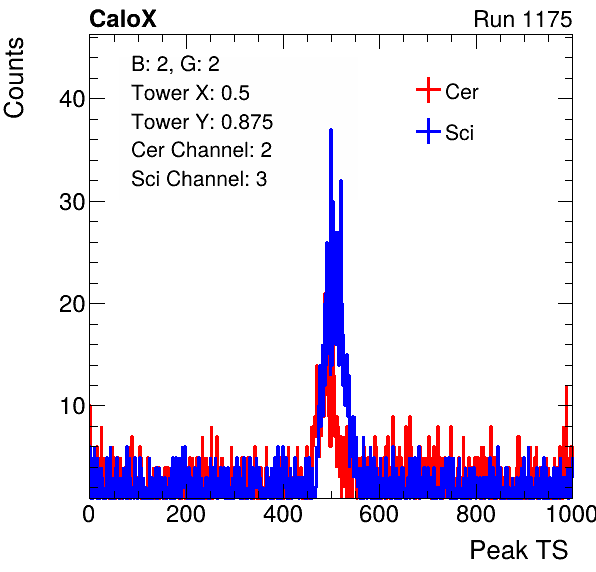 CaloX Run 1175
B: 2, G: 2
Tower X: 0.5
Tower Y: 0.875
Cer Channel: 2
Sci Channel: 3
Cer
Sci
Counts
40
30
20
10
0 200 400 600 800 1000
Peak TS